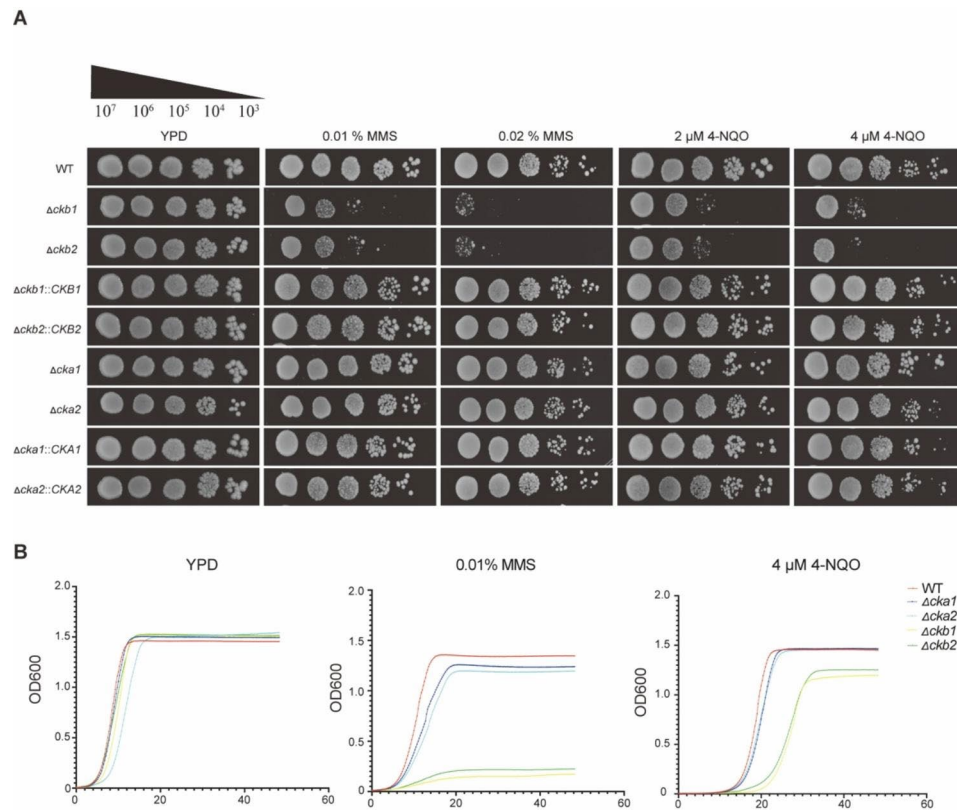 A
10⁷ 10⁶ 10⁵ 10⁴ 10³
YPD 0.01 % MMS 0.02 % MMS 2 µM 4-NQO 4 µM 4-NQO
WT
Δckb1
Δckb2
Δckb1::CKB1
Δckb2::CKB2
Δcka1
Δcka2
Δcka1::CKA1
Δcka2::CKA2
B
YPD 0.01% MMS 4 µM 4-NQO
WT
Δcka1
Δcka2
Δckb1
Δckb2
OD600
2.0
1.5
1.0
0.5
0
0 20 40 60
OD600
2.0
1.5
1.0
0.5
0
0 20 40 60
OD600
2.0
1.5
1.0
0.5
0
0 20 40 60